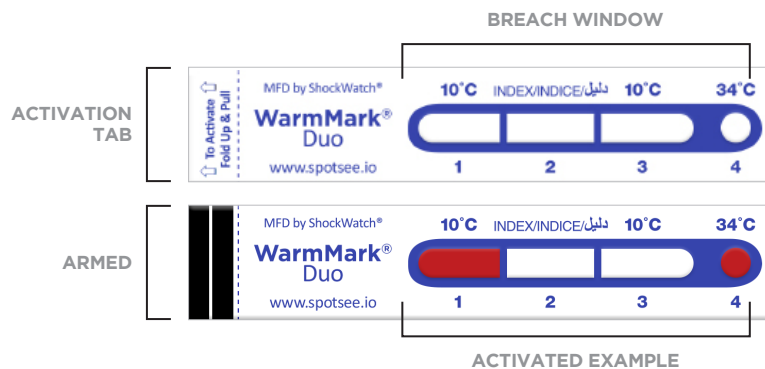 BREACH WINDOW
ACTIVATION
TAB
To Activate
Fold Up & Pull
MFD by ShockWatch®
WarmMark®
Duo
www.spotsee.io
10°C INDEX/INDICE/دليل 10°C 34°C
1 2 3 4
ARMED
MFD by ShockWatch®
WarmMark®
Duo
www.spotsee.io
10°C INDEX/INDICE/دليل 10°C 34°C
1 2 3 4
ACTIVATED EXAMPLE